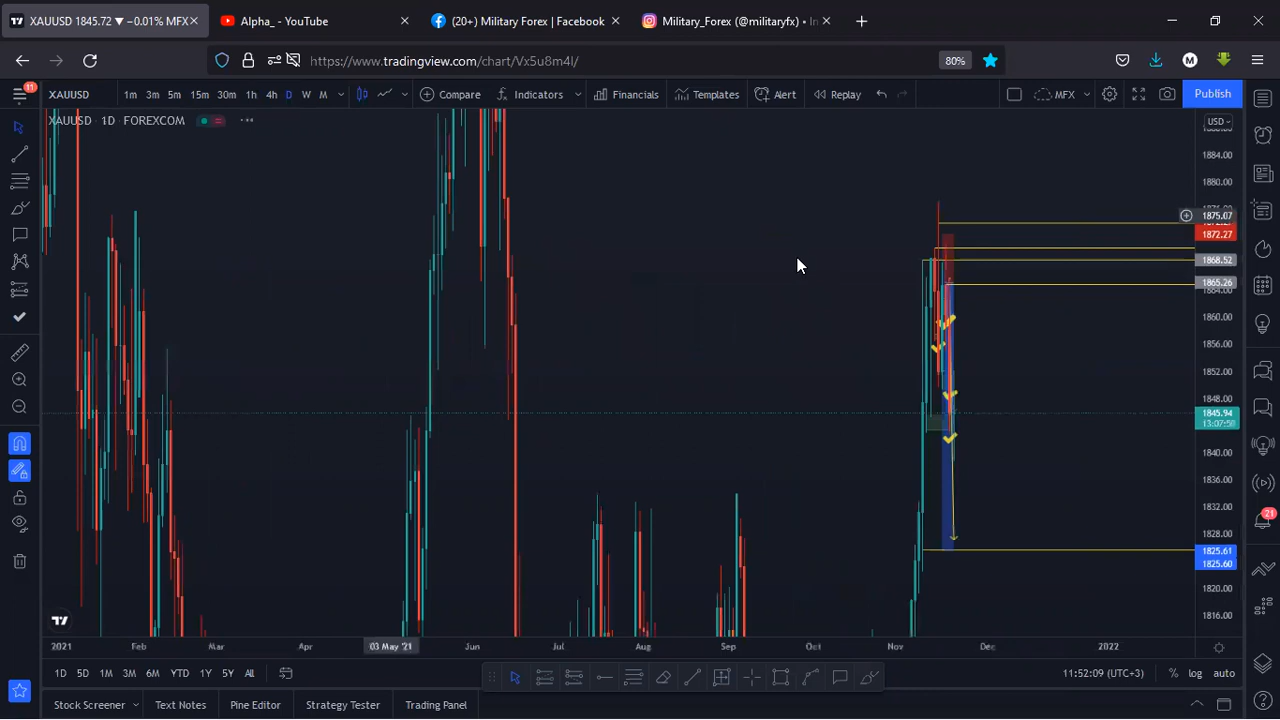 XAUUSD 1845.72 ▼ −0.01% MFX
Alpha_ - YouTube
(20+) Military Forex | Facebook
Military_Forex (@militaryfx) • In
https://www.tradingview.com/chart/Vx5u8m4l/
80%
M
11
XAUUSD
1m 3m 5m 15m 30m 1h 4h D W M
Compare
Indicators
Financials
Templates
Alert
Replay
MFX
Publish
XAUUSD 1D FOREXCOM
USD
1884.00
1880.00
1875.07
1872.27
1868.52
1865.26
1860.00
1856.00
1852.00
1848.00
1845.94
1840.00
1836.00
1832.00
1828.00
1825.61
1825.60
1820.00
1816.00
21
2021 Feb Mar Apr 03 May '21 Jun Jul Aug Sep Oct Nov Dec 2022
1D 5D 1M 3M 6M YTD 1Y 5Y All
11:52:09 (UTC+3)
% log auto
Stock Screener
Text Notes
Pine Editor
Strategy Tester
Trading Panel